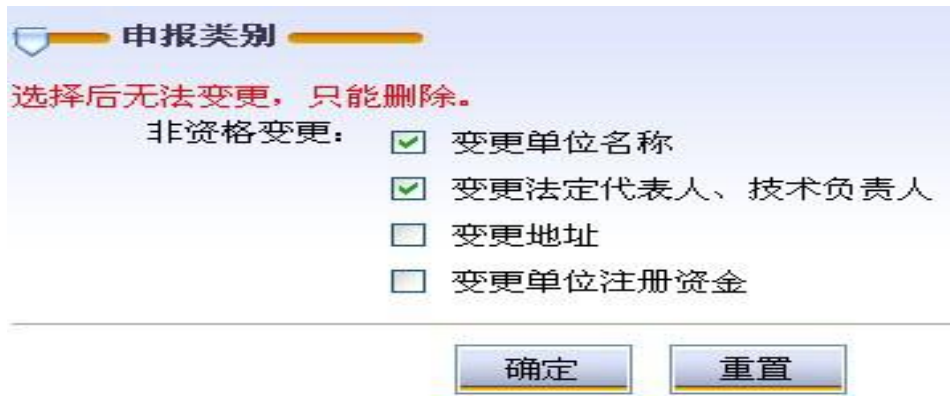 申报类别
选择后无法变更，只能删除。
非资格变更： 变更单位名称
变更法定代表人、技术负责人
变更地址
变更单位注册资金
确定 重置